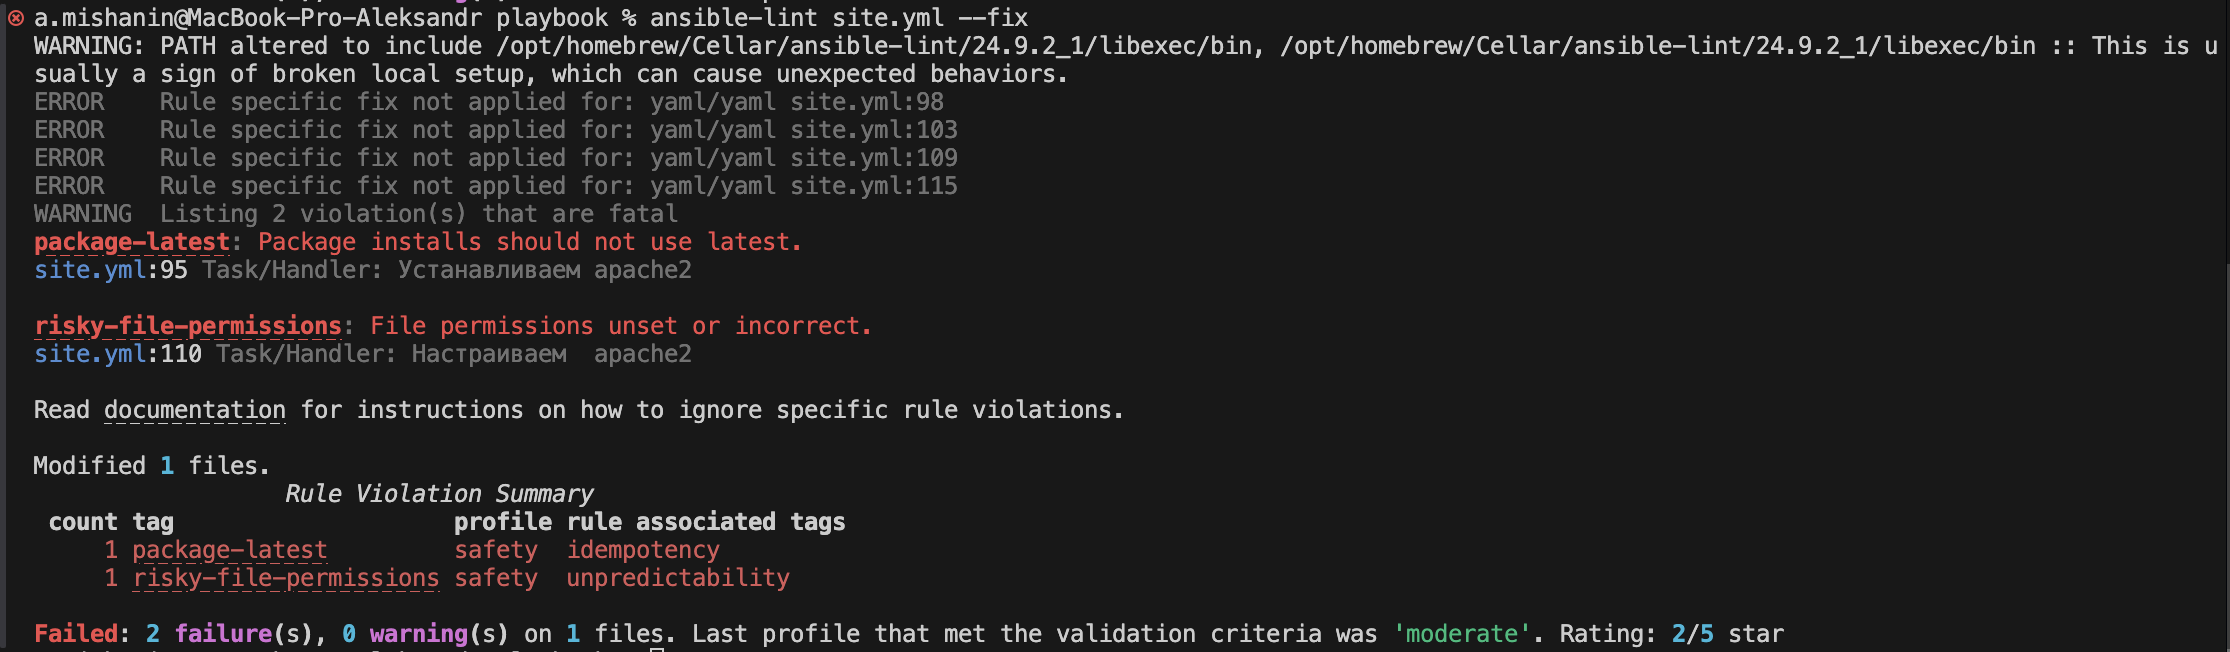 a.mishanin@MacBook-Pro-Aleksandr playbook % ansible-lint site.yml --fix
WARNING: PATH altered to include /opt/homebrew/Cellar/ansible-lint/24.9.2_1/libexec/bin, /opt/homebrew/Cellar/ansible-lint/24.9.2_1/libexec/bin :: This is u
sually a sign of broken local setup, which can cause unexpected behaviors.
ERROR    Rule specific fix not applied for: yaml/yaml site.yml:98
ERROR    Rule specific fix not applied for: yaml/yaml site.yml:103
ERROR    Rule specific fix not applied for: yaml/yaml site.yml:109
ERROR    Rule specific fix not applied for: yaml/yaml site.yml:115
WARNING  Listing 2 violation(s) that are fatal
package-latest: Package installs should not use latest.
site.yml:95 Task/Handler: Устанавливаем apache2
risky-file-permissions: File permissions unset or incorrect.
site.yml:110 Task/Handler: Настраиваем  apache2
Read documentation for instructions on how to ignore specific rule violations.
Modified 1 files.
Rule Violation Summary
count tag                    profile rule associated tags
1 package-latest         safety  idempotency
1 risky-file-permissions safety  unpredictability
Failed: 2 failure(s), 0 warning(s) on 1 files. Last profile that met the validation criteria was 'moderate'. Rating: 2/5 star